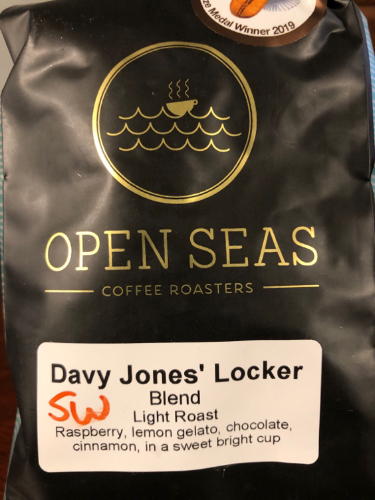 ze Medal Winner 2019
OPEN SEAS
COFFEE ROASTERS
Davy Jones' Locker
SW
Blend
Light Roast
Raspberry, lemon gelato, chocolate,
cinnamon, in a sweet bright cup